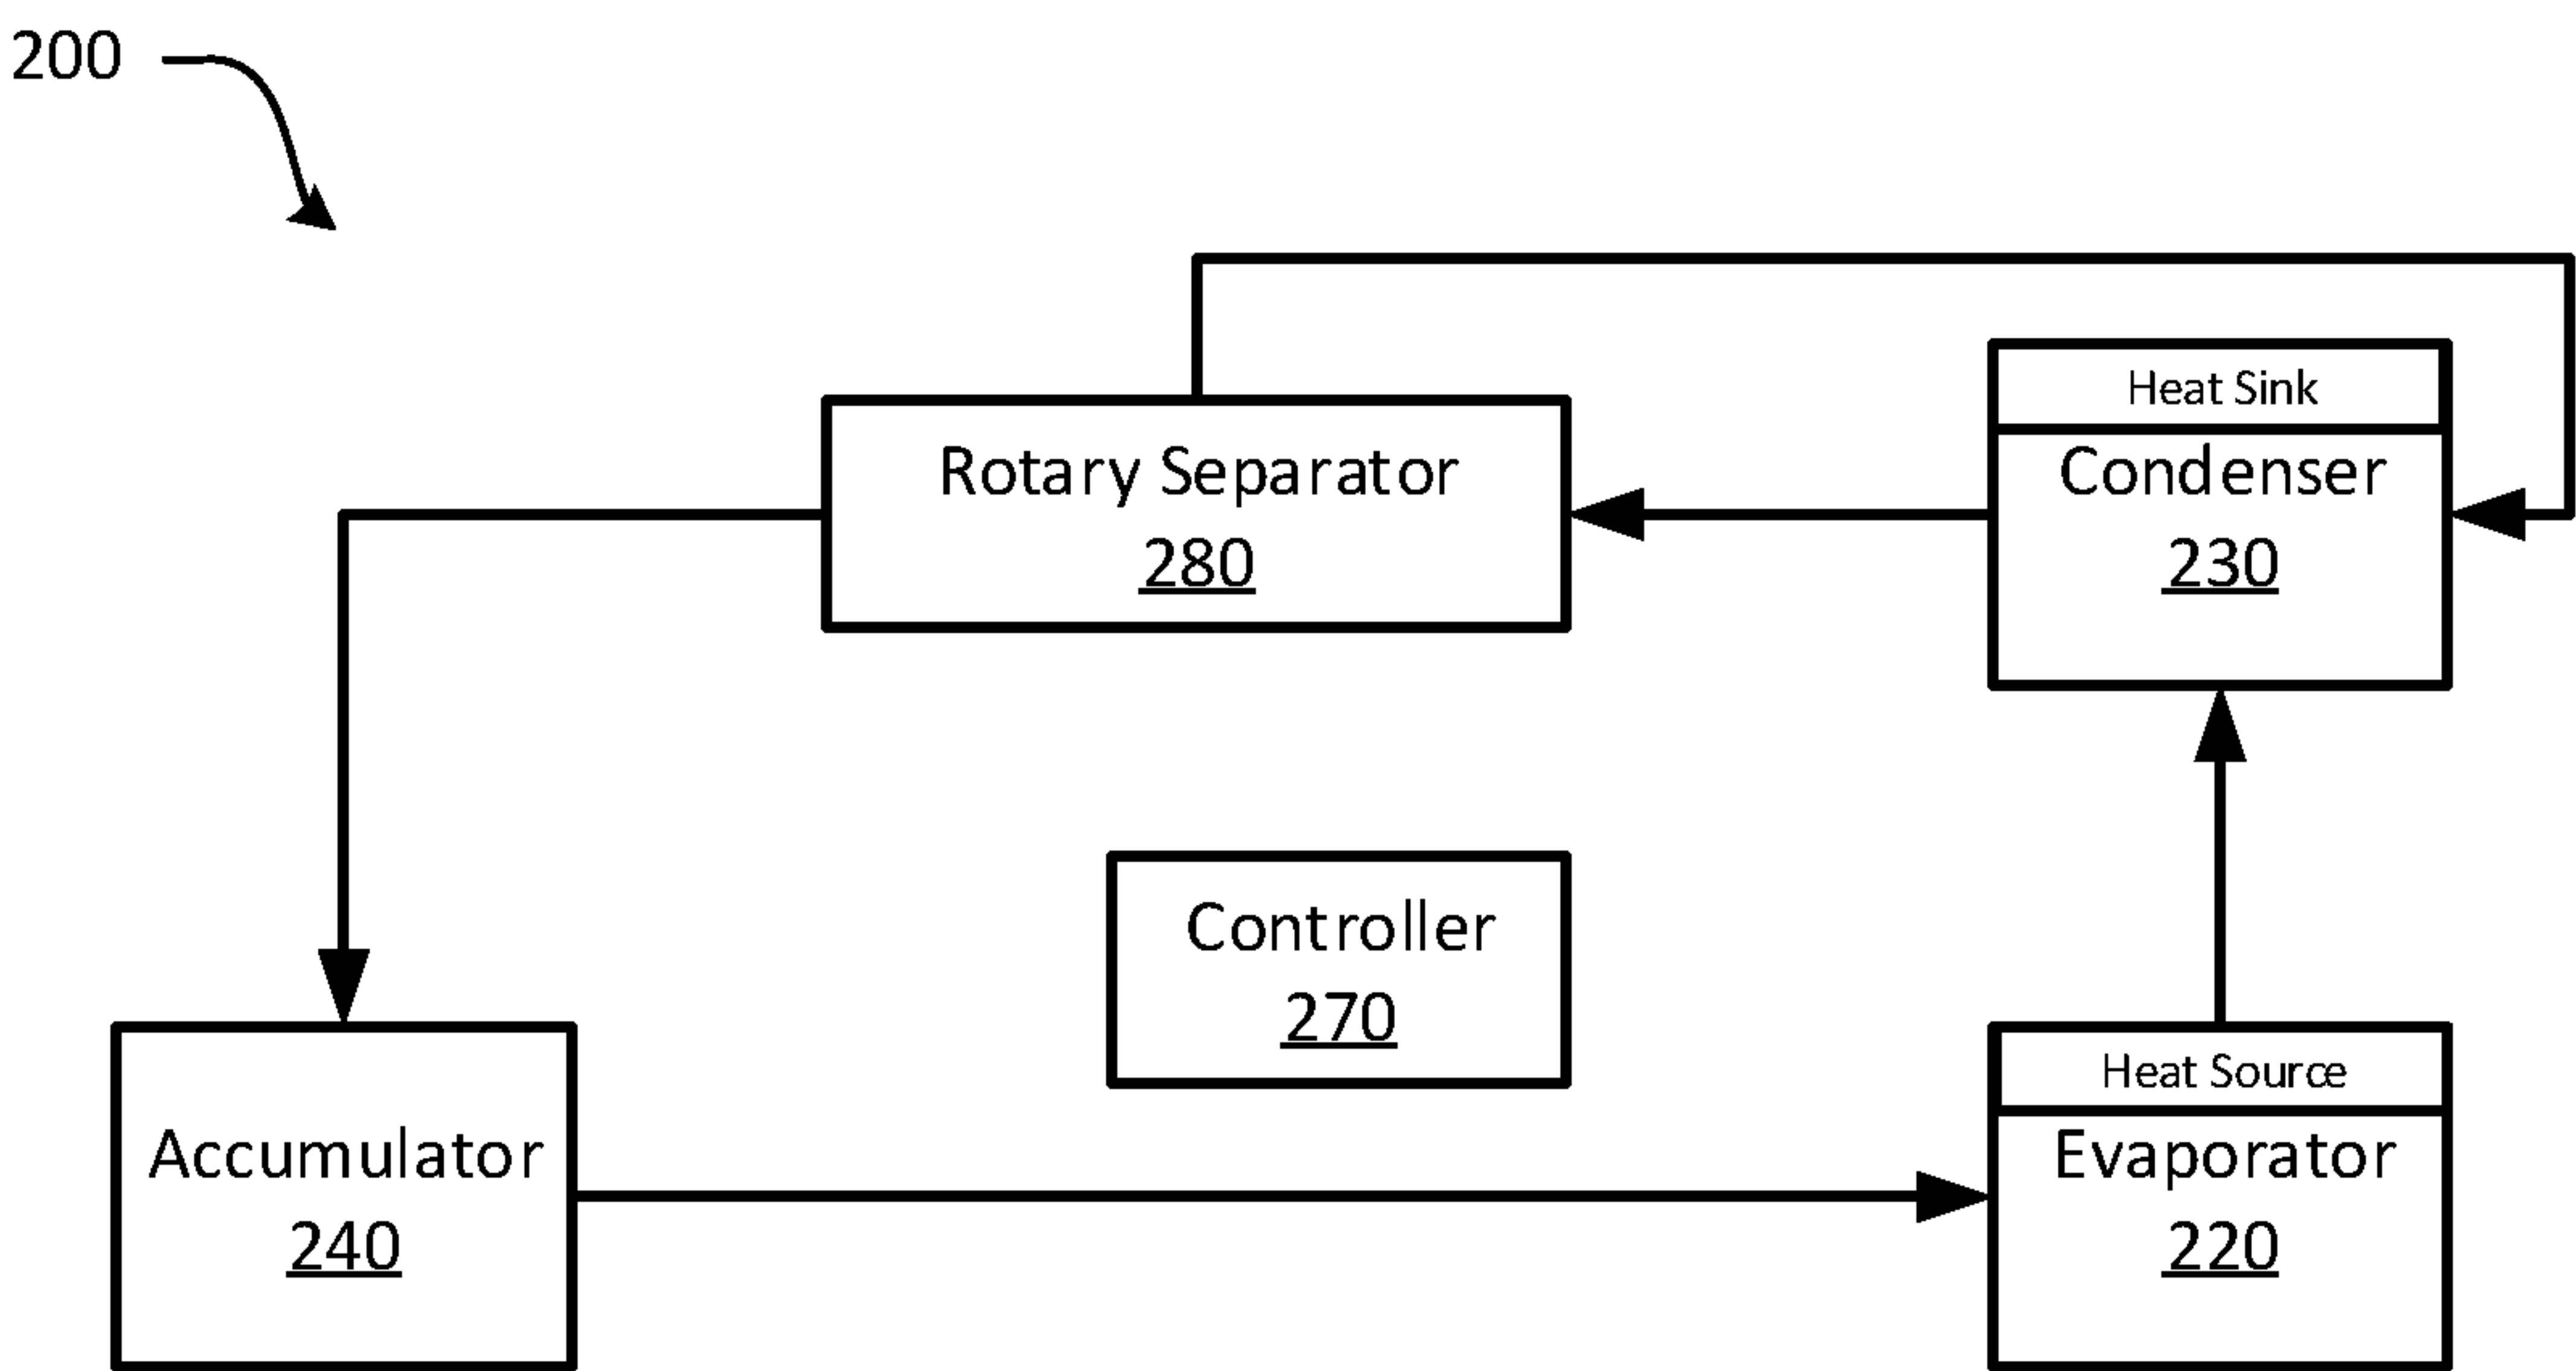 200
Heat Sink
Rotary Separator
280
Condenser
230
Controller
270
Heat Source
Accumulator
240
Evaporator
220